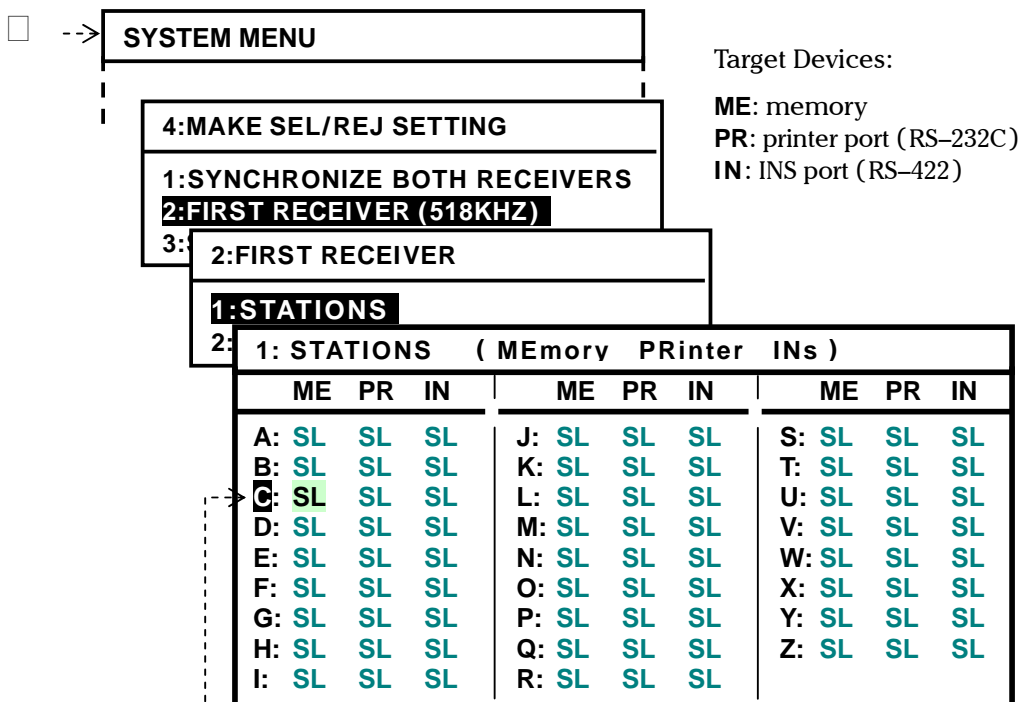 SYSTEM MENU
Target Devices:
ME: memory
PR: printer port (RS–232C)
IN: INS port (RS–422)
4:MAKE SEL/REJ SETTING
1:SYNCHRONIZE BOTH RECEIVERS
2:FIRST RECEIVER (518KHZ)
3:
2:FIRST RECEIVER
1:STATIONS
2:
1: STATIONS (MEmory PRinter INs)
ME PR IN ME PR IN ME PR IN
A: SL SL SL J: SL SL SL S: SL SL SL
B: SL SL SL K: SL SL SL T: SL SL SL
C: SL SL SL L: SL SL SL U: SL SL SL
D: SL SL SL M: SL SL SL V: SL SL SL
E: SL SL SL N: SL SL SL W: SL SL SL
F: SL SL SL O: SL SL SL X: SL SL SL
G: SL SL SL P: SL SL SL Y: SL SL SL
H: SL SL SL Q: SL SL SL Z: SL SL SL
I: SL SL SL R: SL SL SL